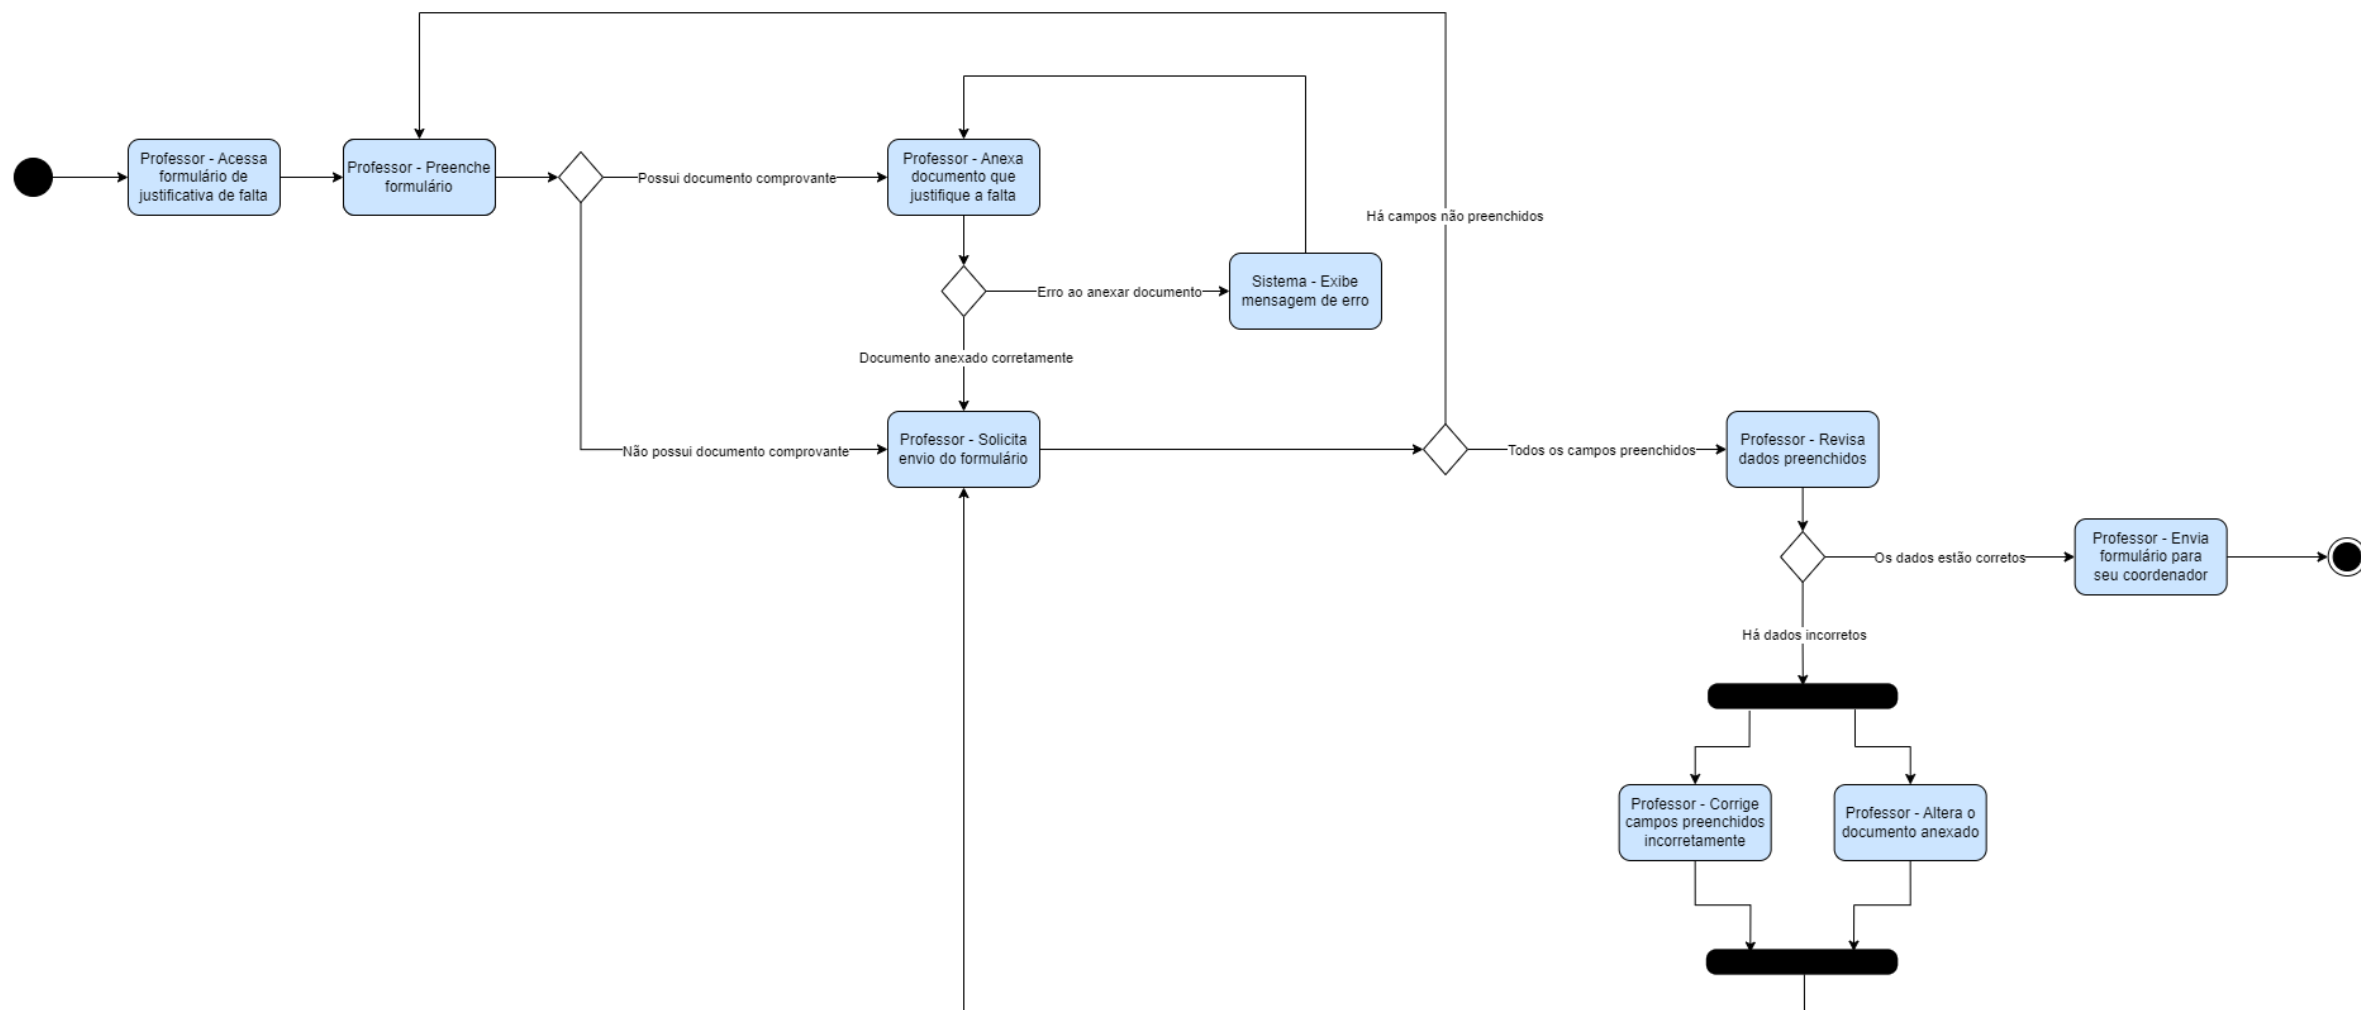 Professor - Acessa
formulário de
justificativa de falta
Professor - Preenche
formulário
Possui documento comprovante
Professor - Anexa
documento que
justifique a falta
Há campos não preenchidos
Erro ao anexar documento
Sistema - Exibe
mensagem de erro
Documento anexado corretamente
Não possui documento comprovante
Professor - Solicita
envio do formulário
Todos os campos preenchidos
Professor - Revisa
dados preenchidos
Os dados estão corretos
Professor - Envia
formulário para
seu coordenador
Há dados incorretos
Professor - Corrige
campos preenchidos
incorretamente
Professor - Altera o
documento anexado